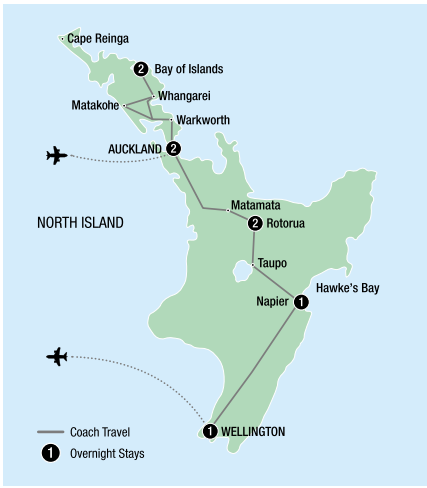 Cape Reinga
2 Bay of Islands
Whangarei
Matakohe
Warkworth
AUCKLAND 2
Matamata
NORTH ISLAND
2 Rotorua
Taupo
Hawke's Bay
Napier 1
1 WELLINGTON
Coach Travel
1 Overnight Stays